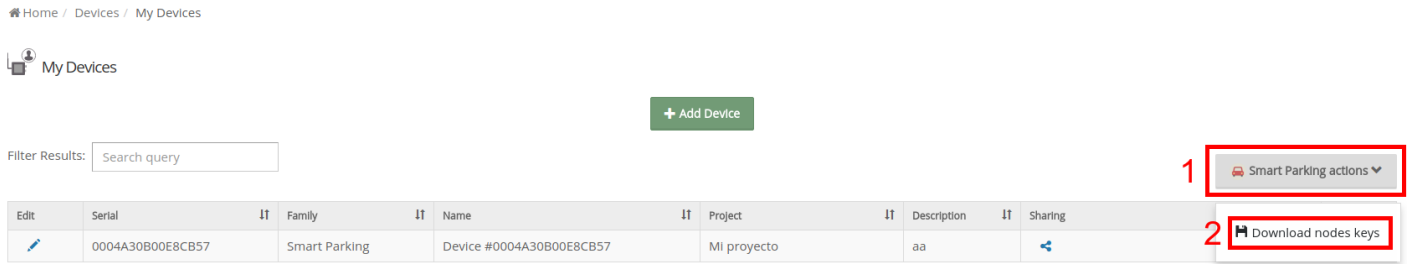 Home / Devices / My Devices
My Devices
+ Add Device
Filter Results: Search query
1 Smart Parking actions
Edit Serial Family Name Project Description Sharing
2 Download nodes keys
0004A30B00E8CB57 Smart Parking Device #0004A30B00E8CB57 Mi proyecto aa